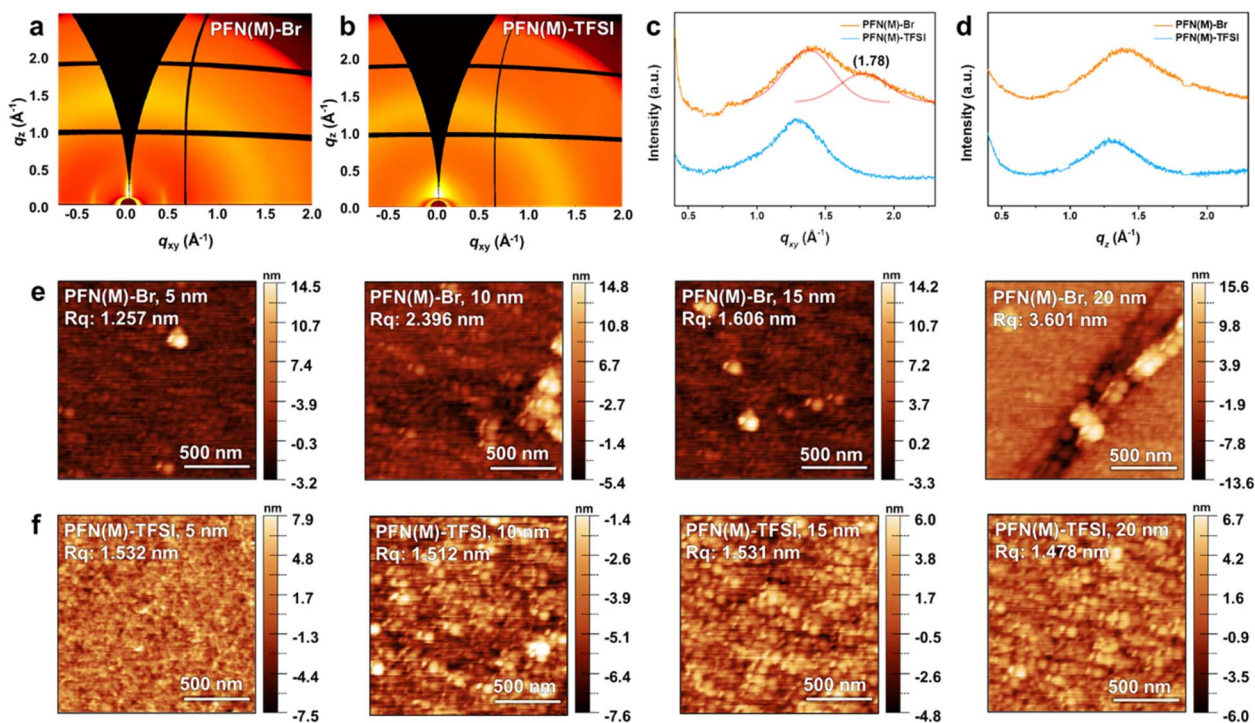 a
PFN(M)-Br
2.0
1.5
1.0
0.5
0.0
qz (Å⁻¹)
-0.5 0.0 0.5 1.0 1.5 2.0
qxy (Å⁻¹)
b
PFN(M)-TFSI
2.0
1.5
1.0
0.5
0.0
qz (Å⁻¹)
-0.5 0.0 0.5 1.0 1.5 2.0
qxy (Å⁻¹)
c
PFN(M)-Br
PFN(M)-TFSI
(1.78)
Intensity (a.u.)
0.5 1.0 1.5 2.0
qxy (Å⁻¹)
d
PFN(M)-Br
PFN(M)-TFSI
Intensity (a.u.)
0.5 1.0 1.5 2.0
qz (Å⁻¹)
e
PFN(M)-Br, 5 nm
Rq: 1.257 nm
500 nm
nm
14.5
10.7
7.4
-3.9
-0.3
-3.2
PFN(M)-Br, 10 nm
Rq: 2.396 nm
500 nm
nm
14.8
10.8
6.7
-2.7
-1.4
-5.4
PFN(M)-Br, 15 nm
Rq: 1.606 nm
500 nm
nm
14.2
10.7
7.2
3.7
0.2
-3.3
PFN(M)-Br, 20 nm
Rq: 3.601 nm
500 nm
nm
15.6
9.8
3.9
-1.9
-7.8
-13.6
f
PFN(M)-TFSI, 5 nm
Rq: 1.532 nm
500 nm
nm
7.9
4.8
1.7
-1.3
-4.4
-7.5
PFN(M)-TFSI, 10 nm
Rq: 1.512 nm
500 nm
nm
-1.4
-2.6
-3.9
-5.1
-6.4
-7.6
PFN(M)-TFSI, 15 nm
Rq: 1.531 nm
500 nm
nm
6.0
3.8
1.7
-0.5
-2.6
-4.8
PFN(M)-TFSI, 20 nm
Rq: 1.478 nm
500 nm
nm
6.7
4.2
1.6
-0.9
-3.5
-6.0